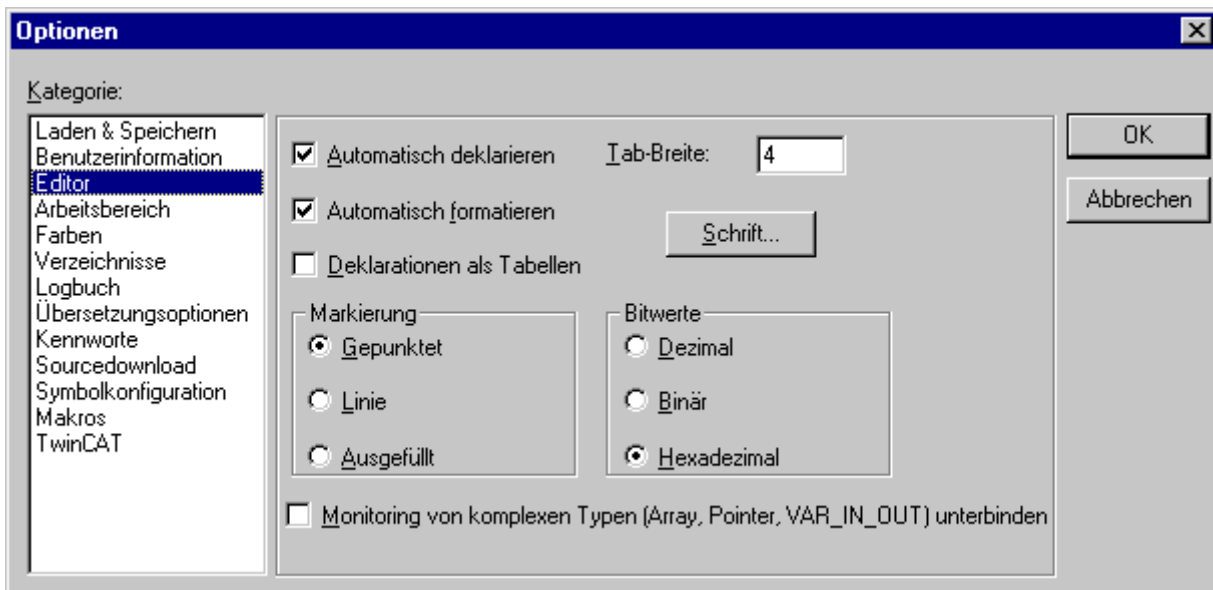 Optionen
Kategorie:
Laden & Speichern
Benutzerinformation
Editor
Arbeitsbereich
Farben
Verzeichnisse
Logbuch
Übersetzungsoptionen
Kennworte
Sourcedownload
Symbolkonfiguration
Makros
TwinCAT
Automatisch deklarieren
Tab-Breite:
4
Automatisch formatieren
Schrift...
Deklarationen als Tabellen
Markierung
Gepunktet
Linie
Ausgefüllt
Bitwerte
Dezimal
Binär
Hexadezimal
Monitoring von komplexen Typen (Array, Pointer, VAR_IN_OUT) unterbinden
OK
Abbrechen